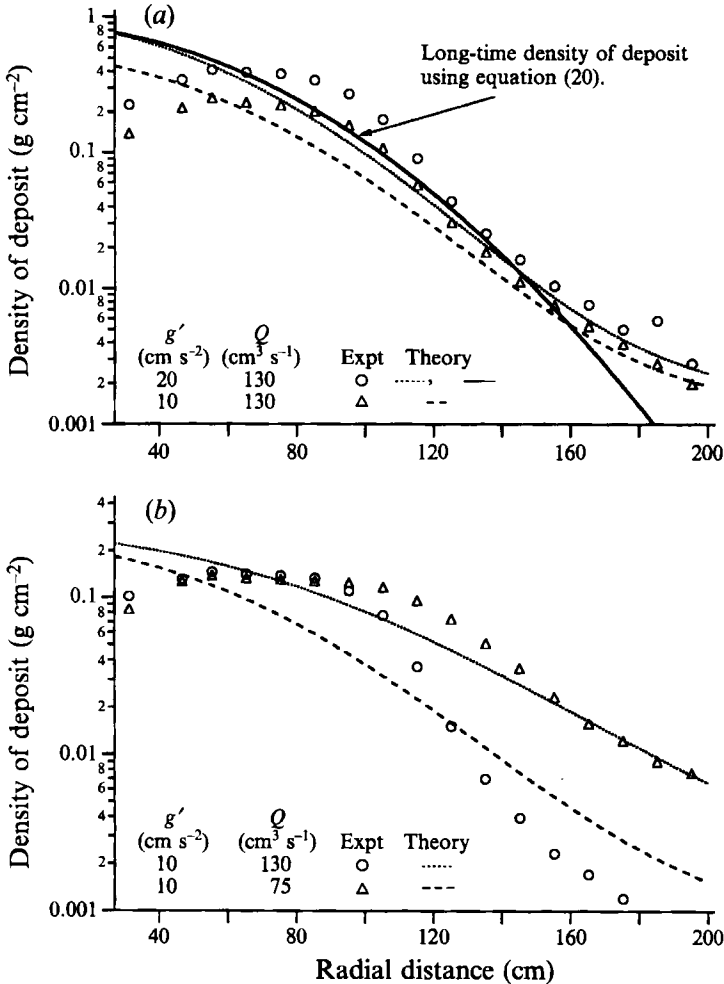 (a)
1
8
6
4
2
0.1
8
6
4
2
0.01
8
6
4
2
0.001
Density of deposit (g cm⁻²)
Long-time density of deposit
using equation (20).
g′ Q
(cm s⁻²) (cm³ s⁻¹) Expt Theory
20 130 ,
10 130
40 80 120 160 200
(b)
4
2
0.1
8
6
4
2
0.01
8
6
4
2
0.001
Density of deposit (g cm⁻²)
g′ Q
(cm s⁻²) (cm³ s⁻¹) Expt Theory
10 130
10 75
40 80 120 160 200
Radial distance (cm)